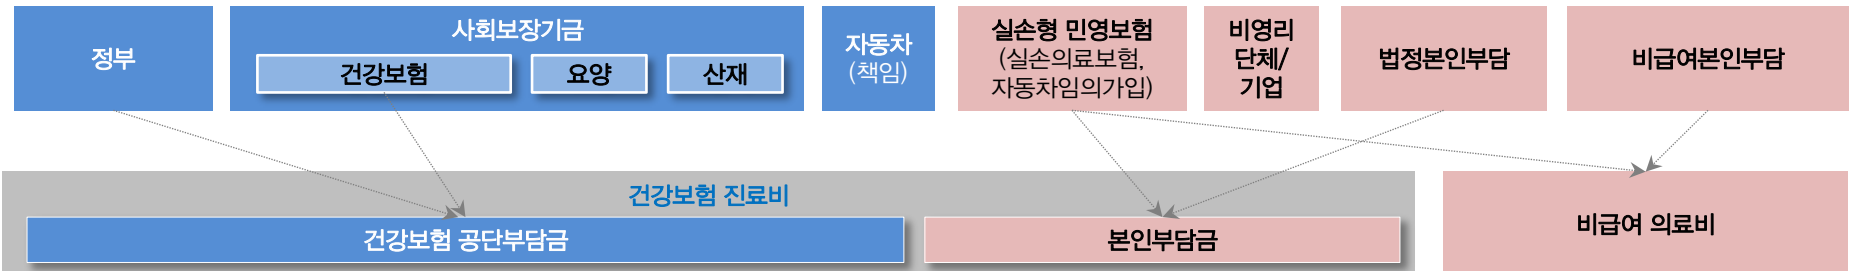 정부
사회보장기금
건강보험
요양
산재
자동차
(책임)
실손형 민영보험
(실손의료보험,
자동차임의가입)
비영리
단체/
기업
법정본인부담
비급여본인부담
건강보험 진료비
건강보험 공단부담금
본인부담금
비급여 의료비